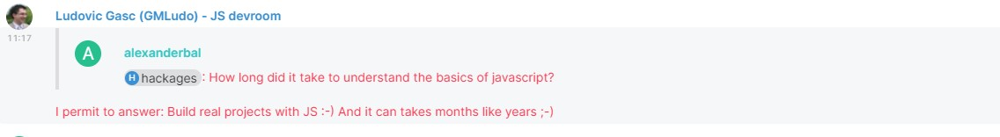 Ludovic Gasc (GMLudo) - JS devroom
11:17
A alexanderbal
H hackages : How long did it take to understand the basics of javascript?
I permit to answer: Build real projects with JS :-) And it can takes months like years ;-)